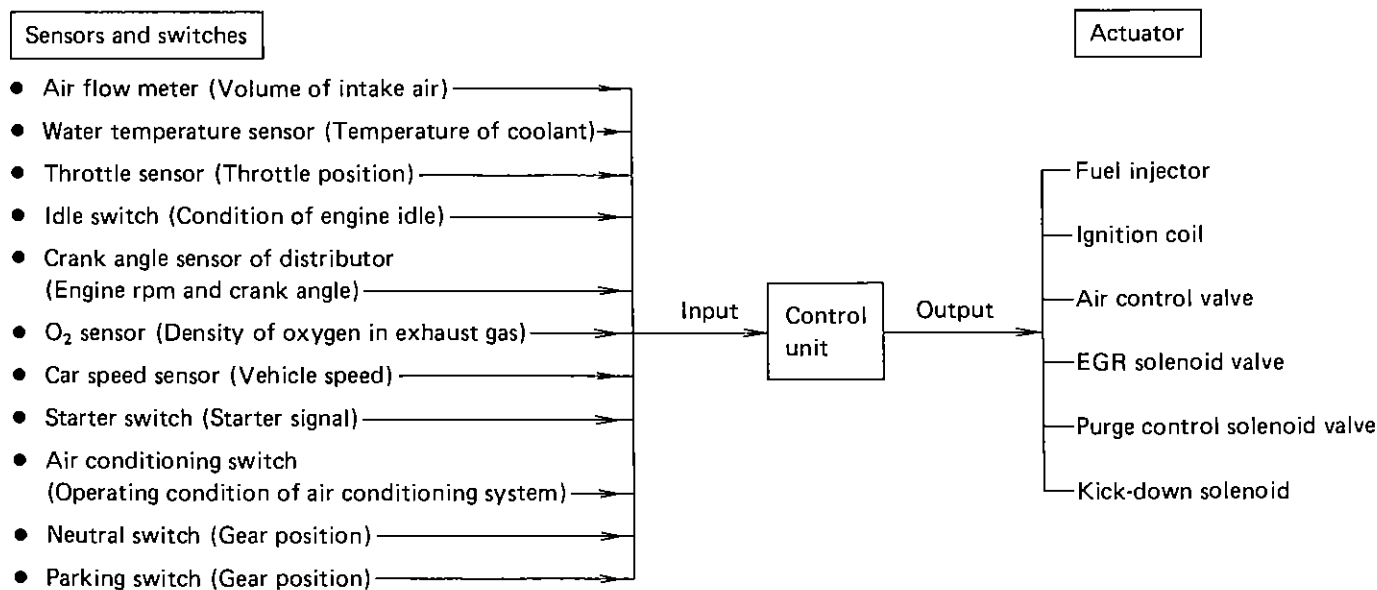 Sensors and switches
● Air flow meter (Volume of intake air)
● Water temperature sensor (Temperature of coolant)
● Throttle sensor (Throttle position)
● Idle switch (Condition of engine idle)
● Crank angle sensor of distributor
(Engine rpm and crank angle)
● O₂ sensor (Density of oxygen in exhaust gas)
● Car speed sensor (Vehicle speed)
● Starter switch (Starter signal)
● Air conditioning switch
(Operating condition of air conditioning system)
● Neutral switch (Gear position)
● Parking switch (Gear position)
Input
Control
unit
Output
Actuator
Fuel injector
Ignition coil
Air control valve
EGR solenoid valve
Purge control solenoid valve
Kick-down solenoid